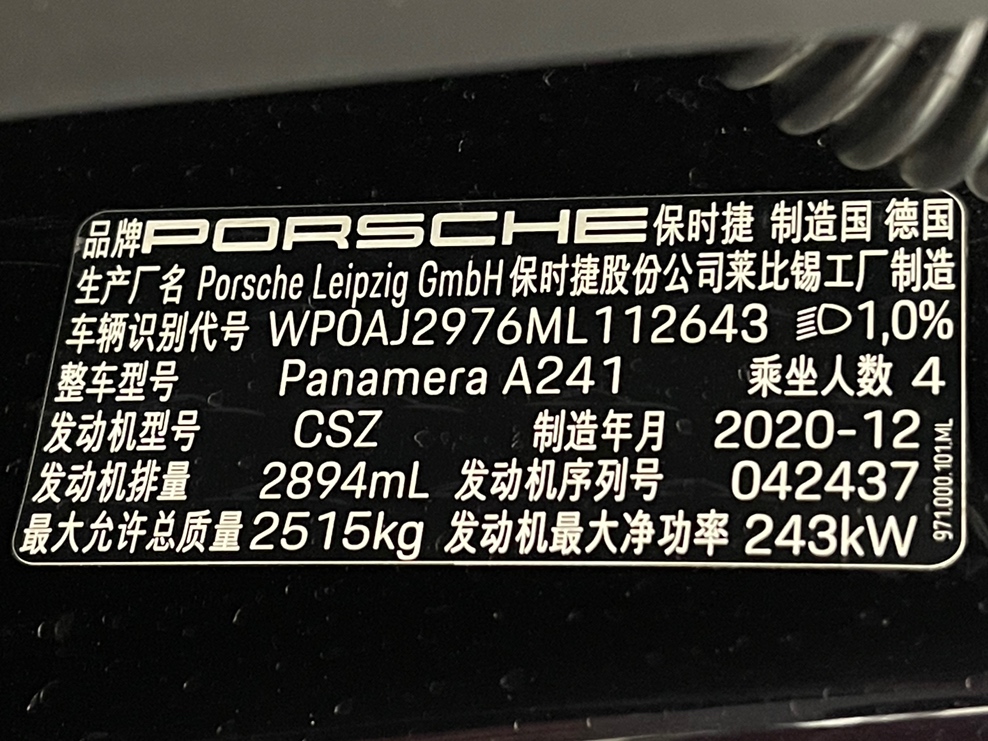 品牌 PORSCHE 保时捷 制造国 德国
生产厂名 Porsche Leipzig GmbH 保时捷股份公司莱比锡工厂制造
车辆识别代号 WP0AJ2976ML112643 1,0%
整车型号 Panamera A241 乘坐人数 4
发动机型号 CSZ 制造年月 2020-12
发动机排量 2894mL 发动机序列号 042437
最大允许总质量 2515kg 发动机最大净功率 243kW
971.000.101.ML